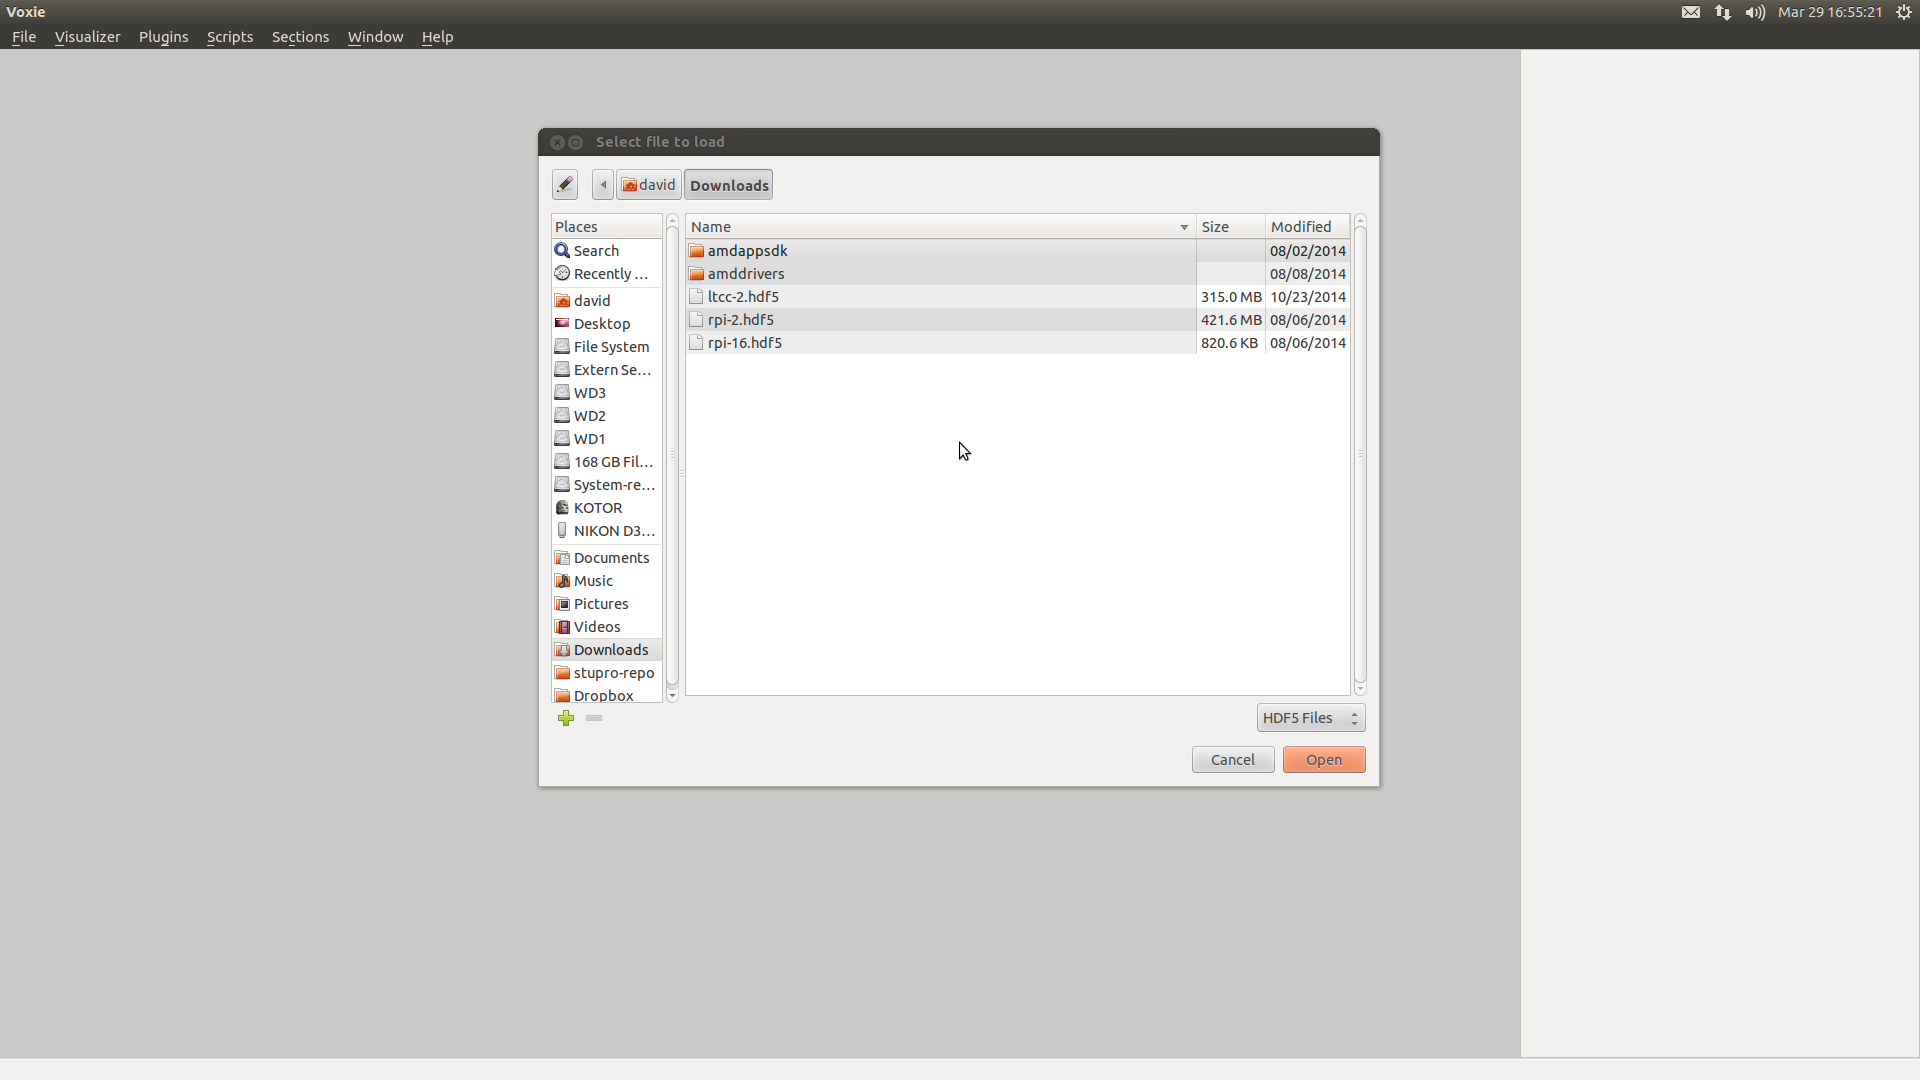 Voxie
Mar 29 16:55:21
File Visualizer Plugins Scripts Sections Window Help
Select file to load
david Downloads
Places
Search
Recently ...
david
Desktop
File System
Extern Se...
WD3
WD2
WD1
168 GB Fil...
System-re...
KOTOR
NIKON D3...
Documents
Music
Pictures
Videos
Downloads
stupro-repo
Dropbox
Name Size Modified
amdappsdk 08/02/2014
amddrivers 08/08/2014
ltcc-2.hdf5 315.0 MB 10/23/2014
rpi-2.hdf5 421.6 MB 08/06/2014
rpi-16.hdf5 820.6 KB 08/06/2014
HDF5 Files
Cancel Open